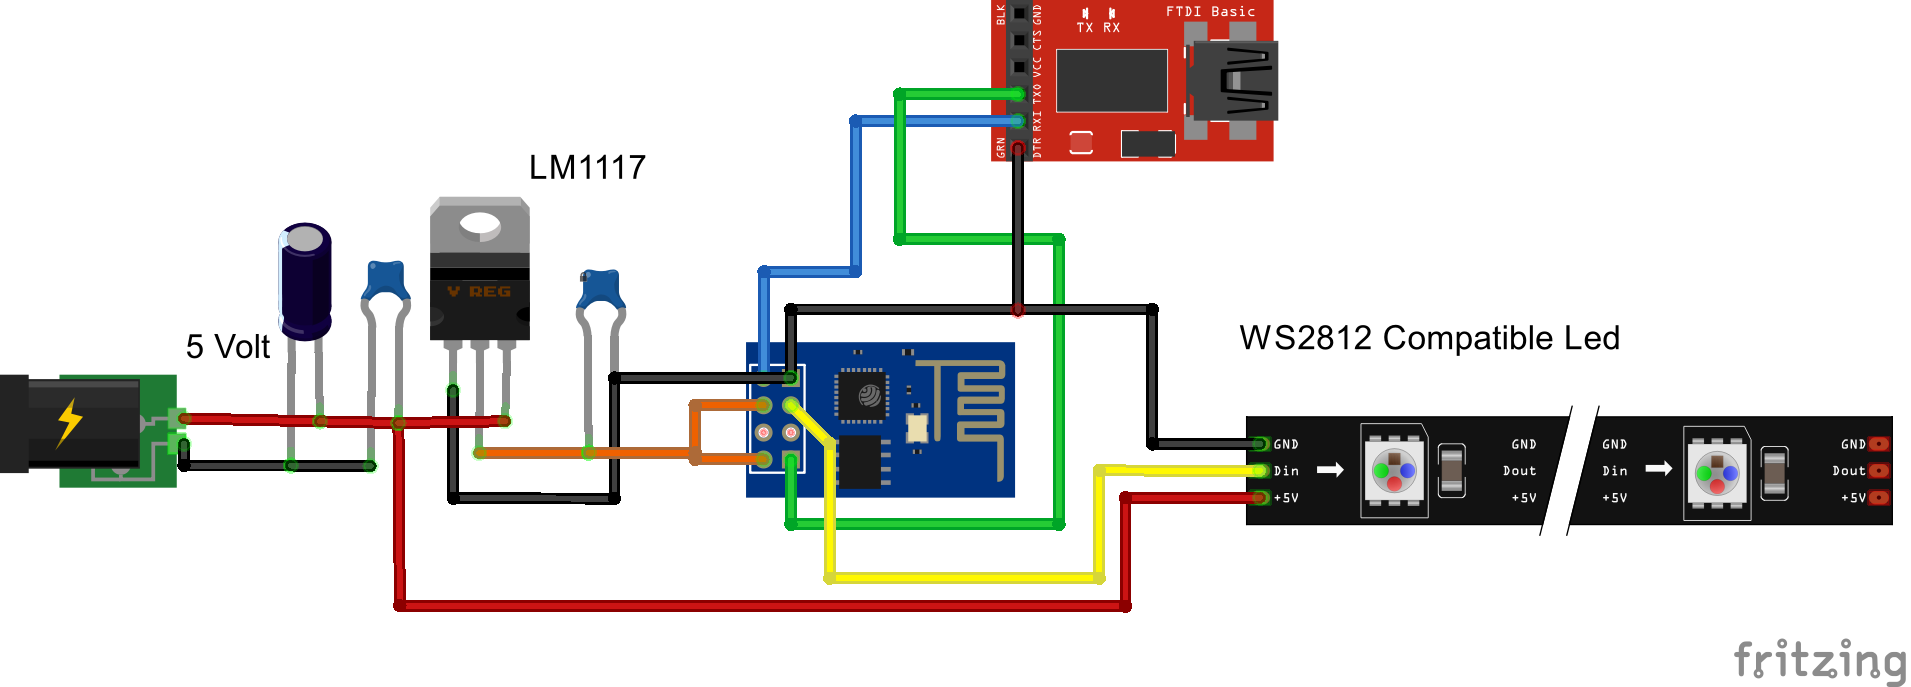 BLK
GND
CTS
VCC
TXO
RXI
DTR
GRN
TX RX
FTDI Basic
LM1117
V REG
5 Volt
WS2812 Compatible Led
GND
Din
+5V
GND
Dout
+5V
GND
Din
+5V
GND
Dout
+5V
fritzing